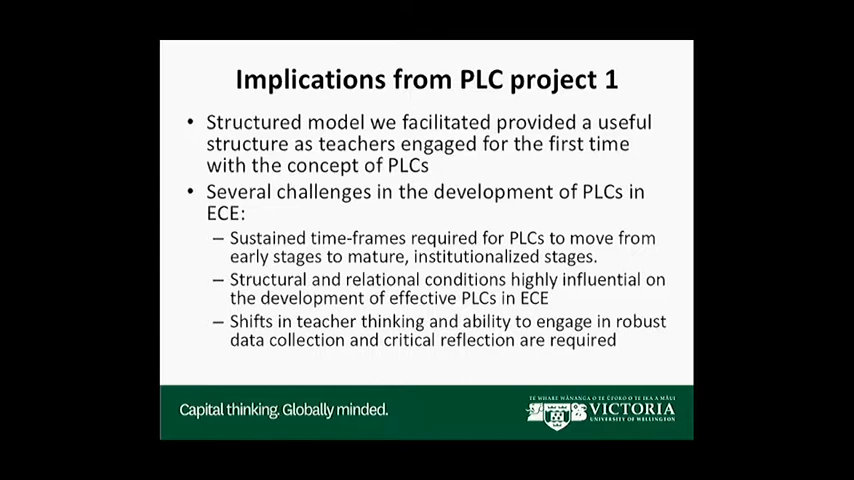 Implications from PLC project 1
• Structured model we facilitated provided a useful
structure as teachers engaged for the first time
with the concept of PLCs
• Several challenges in the development of PLCs in
ECE:
– Sustained time-frames required for PLCs to move from
early stages to mature, institutionalized stages.
– Structural and relational conditions highly influential on
the development of effective PLCs in ECE
– Shifts in teacher thinking and ability to engage in robust
data collection and critical reflection are required
Capital thinking. Globally minded.
TE WHARE WĀNANGA O TE ŪPOKO O TE IKA A MĀUI
VICTORIA
UNIVERSITY OF WELLINGTON